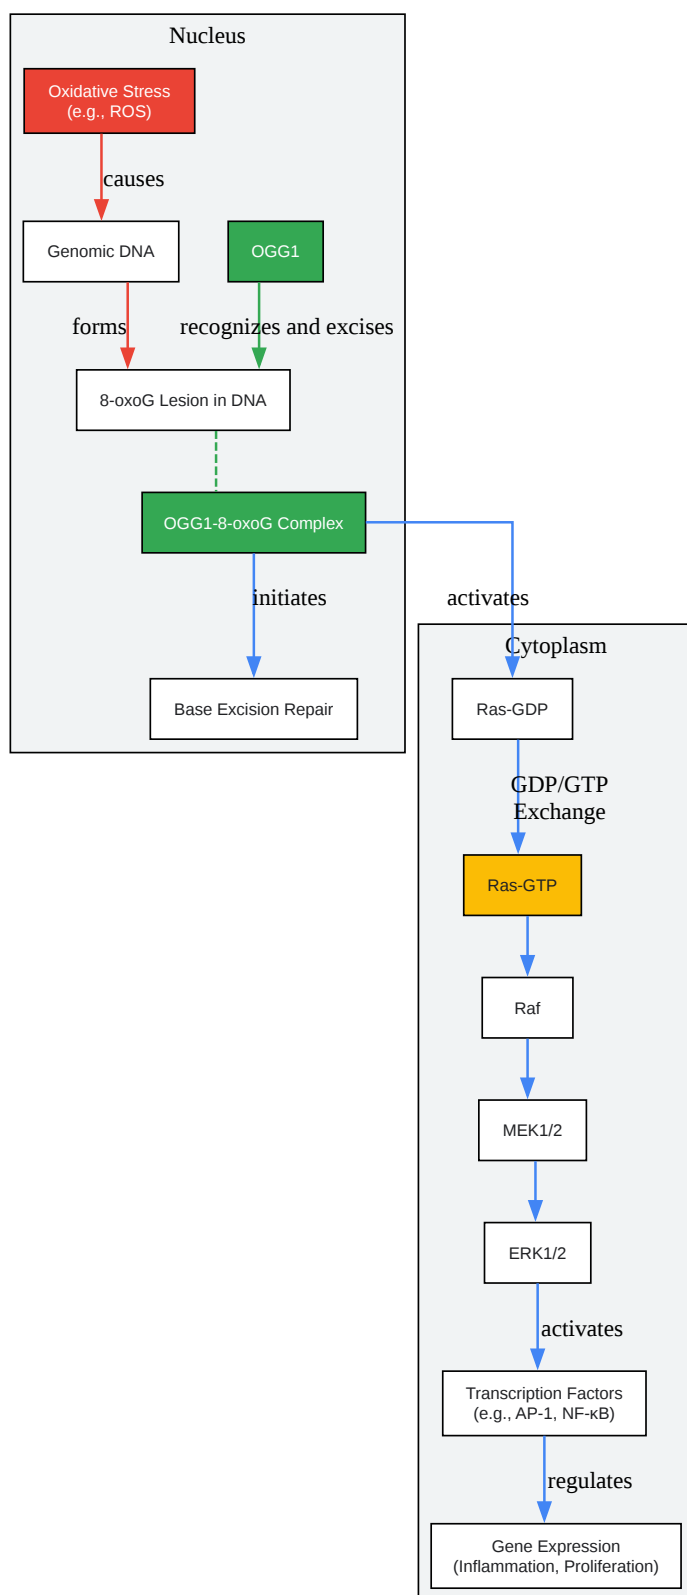 Nucleus
Oxidative Stress
(e.g., ROS)
causes
Genomic DNA
OGG1
forms
recognizes and excises
8-oxoG Lesion in DNA
OGG1-8-oxoG Complex
initiates
activates
Cytoplasm
Base Excision Repair
Ras-GDP
GDP/GTP
Exchange
Ras-GTP
Raf
MEK1/2
ERK1/2
activates
Transcription Factors
(e.g., AP-1, NF-κB)
regulates
Gene Expression
(Inflammation, Proliferation)